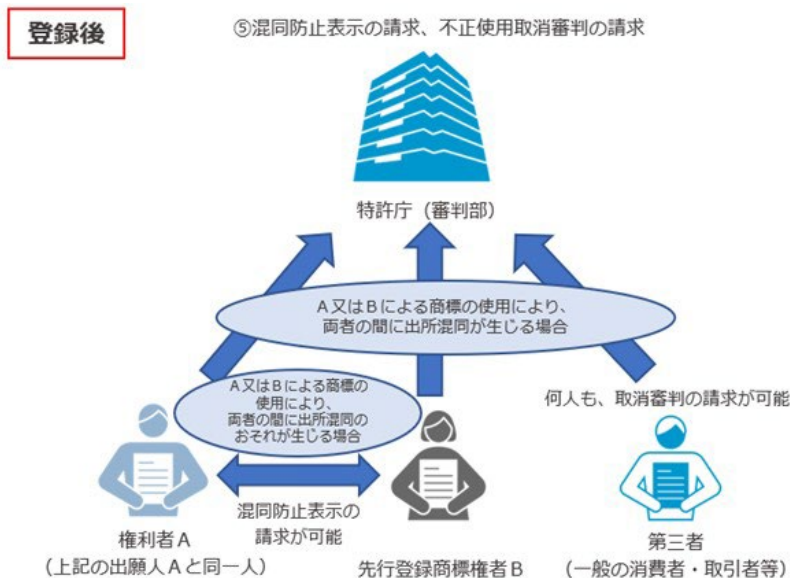 登録後
⑤混同防止表示の請求、不正使用取消審判の請求
特許庁（審判部）
A又はBによる商標の使用により、
両者の間に出所混同が生じる場合
A又はBによる商標の
使用により、
両者の間に出所混同の
おそれが生じる場合
何人も、取消審判の請求が可能
混同防止表示の
請求が可能
権利者A
（上記の出願人Aと同一人）
先行登録商標権者B
第三者
（一般の消費者・取引者等）